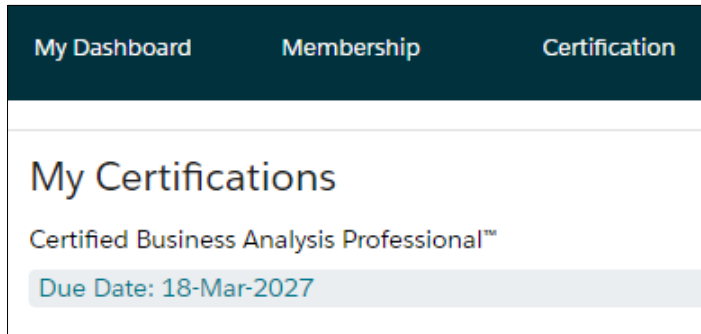 My Dashboard Membership Certification
My Certifications
Certified Business Analysis Professional™
Due Date: 18-Mar-2027